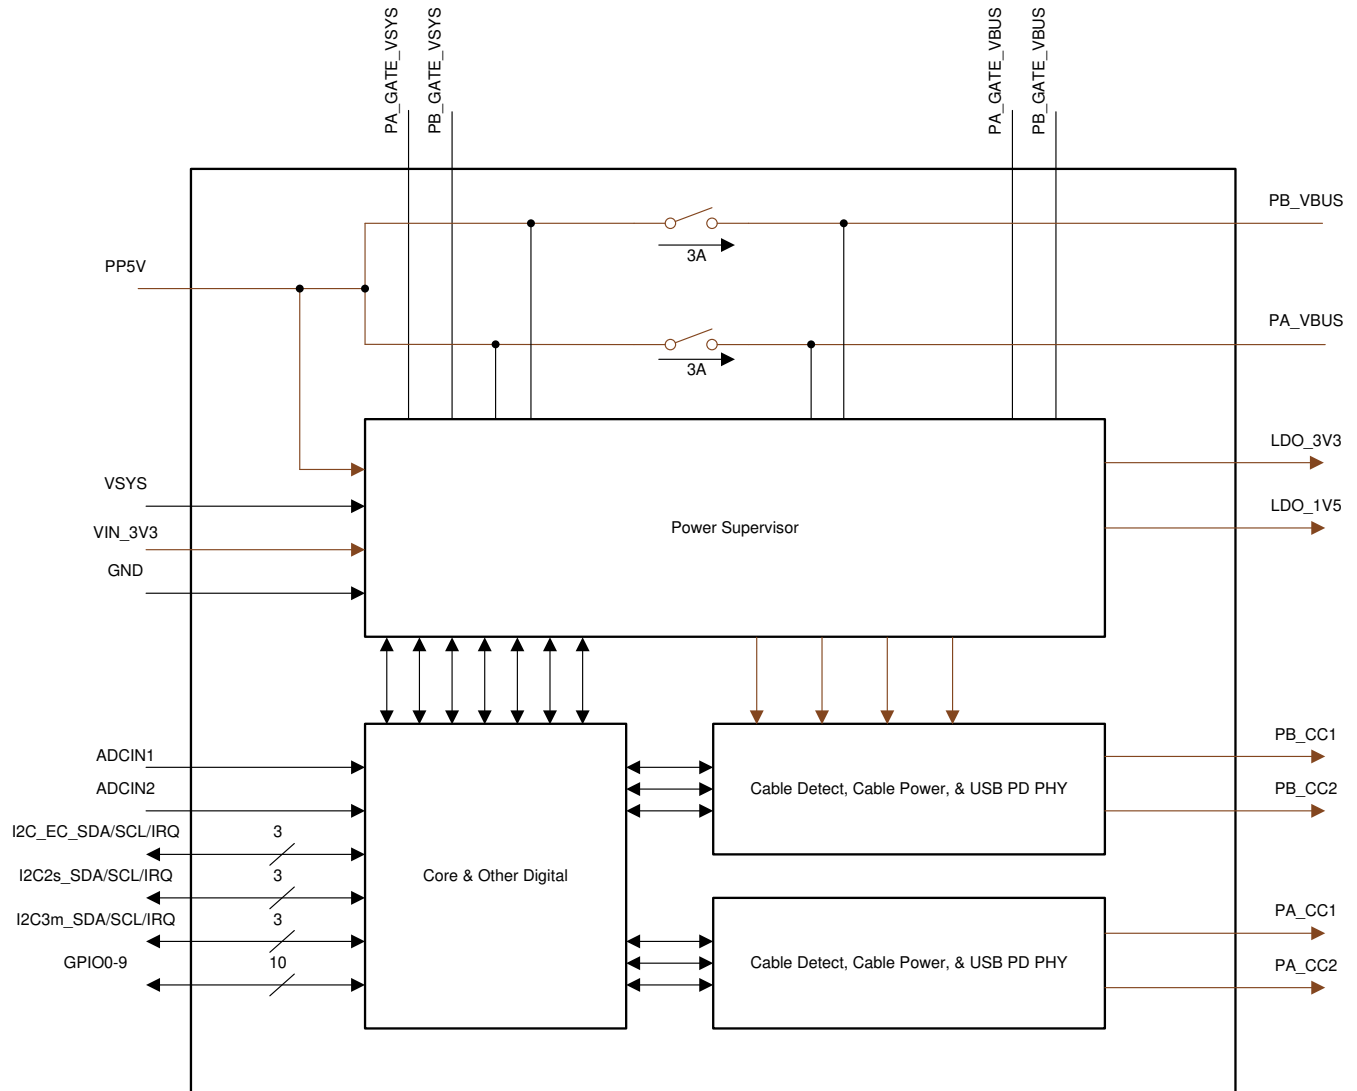 PA_GATE_VSYS
PB_GATE_VSYS
PA_GATE_VBUS
PB_GATE_VBUS
PB_VBUS
3A
PP5V
PA_VBUS
3A
LDO_3V3
VSYS
LDO_1V5
VIN_3V3
Power Supervisor
GND
PB_CC1
ADCIN1
ADCIN2
Cable Detect, Cable Power, & USB PD PHY
PB_CC2
I2C_EC_SDA/SCL/IRQ
3
I2C2s_SDA/SCL/IRQ
3
Core & Other Digital
I2C3m_SDA/SCL/IRQ
3
PA_CC1
GPIO0-9
10
Cable Detect, Cable Power, & USB PD PHY
PA_CC2